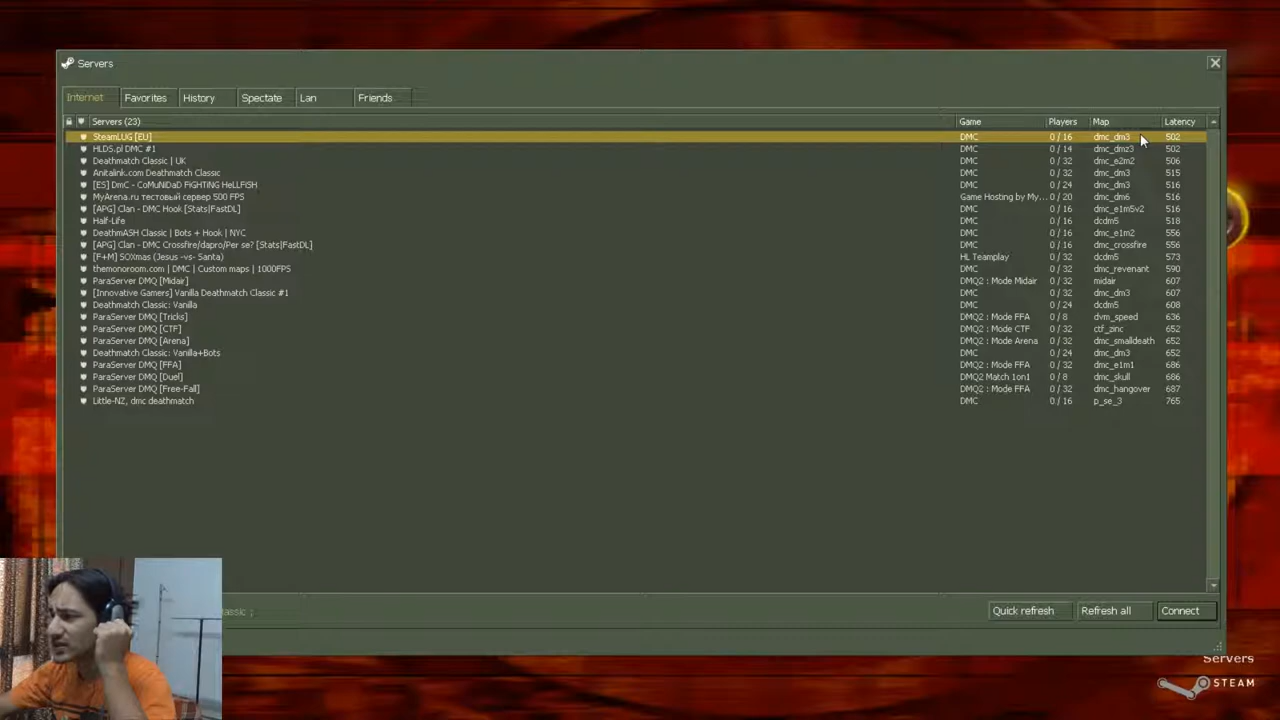 Servers
Internet Favorites History Spectate Lan Friends
Servers (23) Game Players Map Latency
SteamLUG [EU] DMC 0 / 16 dmc_dm3 502
HLDS.pl DMC #1 DMC 0 / 14 dmc_dmz3 502
Deathmatch Classic | UK DMC 0 / 32 dmc_e2m2 506
Anitalink.com Deathmatch Classic DMC 0 / 32 dmc_dm3 515
[ES] DmC - CoMuNiDaD FiGHTiNG HeLLFiSH DMC 0 / 24 dmc_dm3 516
MyArena.ru тестовый сервер 500 FPS Game Hosting by My... 0 / 20 dmc_dm6 516
[APG] Clan - DMC Hook [Stats|FastDL] DMC 0 / 16 dmc_e1m5v2 516
Half-Life DMC 0 / 16 dcdm5 518
DeathmASH Classic | Bots + Hook | NYC DMC 0 / 32 dmc_e1m2 556
[APG] Clan - DMC Crossfire/dapro/Per se? [Stats|FastDL] DMC 0 / 16 dmc_crossfire 556
[F+M] SOXmas (Jesus -vs- Santa) HL Teamplay 0 / 32 dcdm5 573
themonoroom.com | DMC | Custom maps | 1000FPS DMC 0 / 32 dmc_revenant 590
ParaServer DMQ [Midair] DMQ2 : Mode Midair 0 / 32 midair 607
[Innovative Gamers] Vanilla Deathmatch Classic #1 DMC 0 / 32 dmc_dm3 607
Deathmatch Classic: Vanilla DMC 0 / 24 dcdm5 608
ParaServer DMQ [Tricks] DMQ2 : Mode FFA 0 / 8 dvm_speed 636
ParaServer DMQ [CTF] DMQ2 : Mode CTF 0 / 32 ctf_zinc 652
ParaServer DMQ [Arena] DMQ2 : Mode Arena 0 / 32 dmc_smalldeath 652
Deathmatch Classic: Vanilla+Bots DMC 0 / 24 dmc_dm3 652
ParaServer DMQ [FFA] DMQ2 : Mode FFA 0 / 32 dmc_e1m1 686
ParaServer DMQ [Duel] DMQ2 Match 1on1 0 / 8 dmc_skull 686
ParaServer DMQ [Free-Fall] DMQ2 : Mode FFA 0 / 32 dmc_hangover 687
Little-NZ, dmc deathmatch DMC 0 / 16 p_se_3 765
assic ; Quick refresh Refresh all Connect
Servers
STEAM